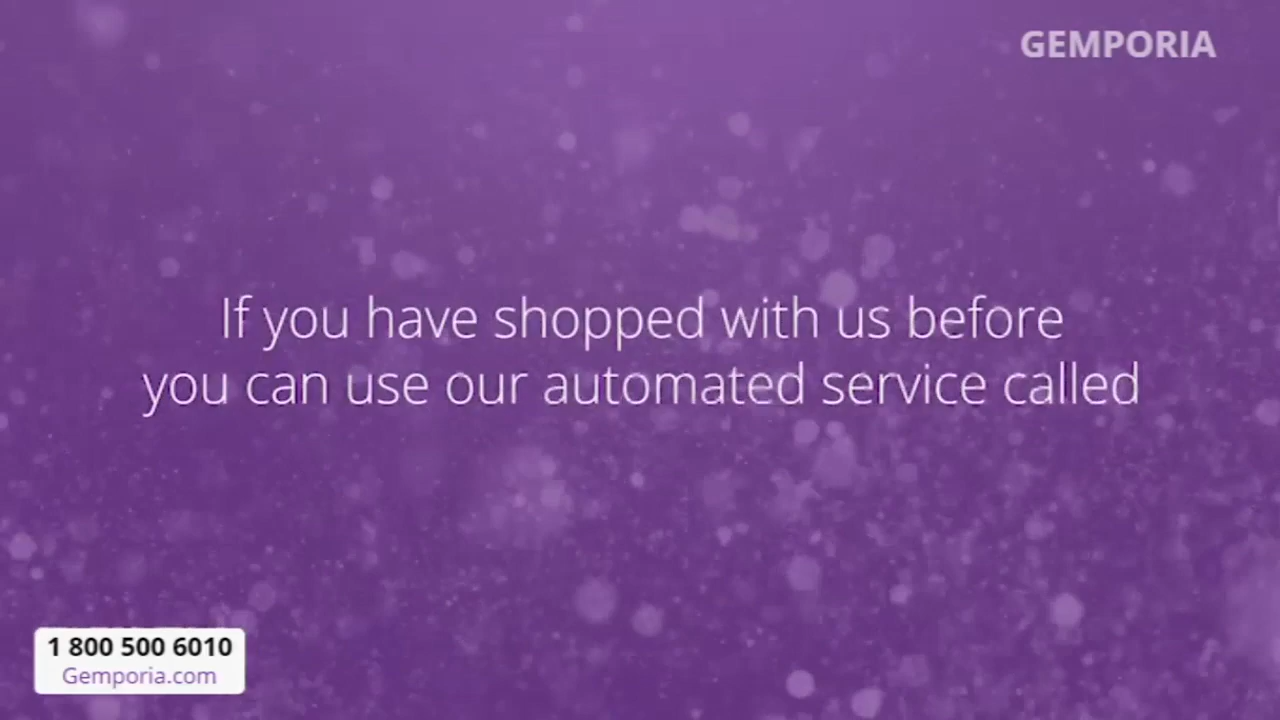 GEMPORIA
If you have shopped with us before
you can use our automated service called
1 800 500 6010
Gemporia.com